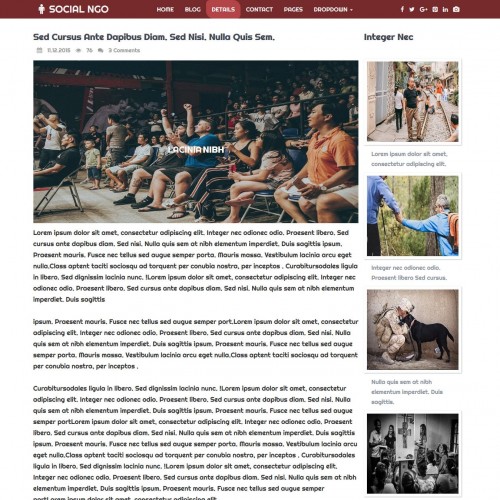 SOCIAL NGO
HOME BLOG DETAILS CONTACT PAGES DROPDOWN
Sed Cursus Ante Dapibus Diam, Sed Nisi, Nulla Quis Sem,
11.12.2015 76 3 Comments
LACINIA NIBH
Lorem ipsum dolor sit amet, consectetur adipiscing elit. Integer nec odionec odio. Praesent libero. Sed
cursus ante dapibus diam. Sed nisi. Nulla quis sem at nibh elementum imperdiet. Duis sagittis ipsum.
Praesent mauris. Fusce nec tellus sed augue semper porta. Mauris massa. Vestibulum lacinia arcu eget
nulla.Class aptent taciti sociosqu ad torquent per conubia nostra, per inceptos . Curabitursodales ligula
in libero. Sed dignissim lacinia nunc. !Lorem ipsum dolor sit amet, consectetur adipiscing elit. Integer nec
odionec odio. Praesent libero. Sed cursus ante dapibus diam. Sed nisi. Nulla quis sem at nibh elementum
imperdiet. Duis sagittis
ipsum. Praesent mauris. Fusce nec tellus sed augue semper port.Lorem ipsum dolor sit amet, consectetur
adipiscing elit. Integer nec odionec odio. Praesent libero. Sed cursus ante dapibus diam. Sed nisi. Nulla
quis sem at nibh elementum imperdiet. Duis sagittis ipsum. Praesent mauris. Fusce nec tellus sed augue
semper porta. Mauris massa. Vestibulum lacinia arcu eget nulla.Class aptent taciti sociosqu ad torquent
per conubia nostra, per inceptos .
Curabitursodales ligula in libero. Sed dignissim lacinia nunc. !Lorem ipsum dolor sit amet, consectetur
adipiscing elit. Integer nec odionec odio. Praesent libero. Sed cursus ante dapibus diam. Sed nisi. Nulla
quis sem at nibh elementum imperdiet. Duis sagittis ipsum. Praesent mauris. Fusce nec tellus sed augue
semper portLorem ipsum dolor sit amet, consectetur adipiscing elit. Integer nec odionec odio. Praesent
libero. Sed cursus ante dapibus diam. Sed nisi. Nulla quis sem at nibh elementum imperdiet. Duis sagittis
ipsum. Praesent mauris. Fusce nec tellus sed augue semper porta. Mauris massa. Vestibulum lacinia arcu
eget nulla.Class aptent taciti sociosqu ad torquent per conubia nostra, per inceptos . Curabitursodales
ligula in libero. Sed dignissim lacinia nunc. !Lorem ipsum dolor sit amet, consectetur adipiscing elit.
Integer nec odionec odio. Praesent libero. Sed cursus ante dapibus diam. Sed nisi. Nulla quis sem at nibh
elementum imperdiet. Duis sagittis ipsum. Praesent mauris. Fusce nec tellus sed augue semper
portLorem ipsum dolor sit amet, consectetur adipiscing elit.
Integer Nec
Lorem ipsum dolor sit amet,
consectetur adipiscing elit.
Integer nec odionec odio.
Praesent libero Sed cursus.
Nulla quis sem at nibh
elementum imperdiet. Duis
sagittis.